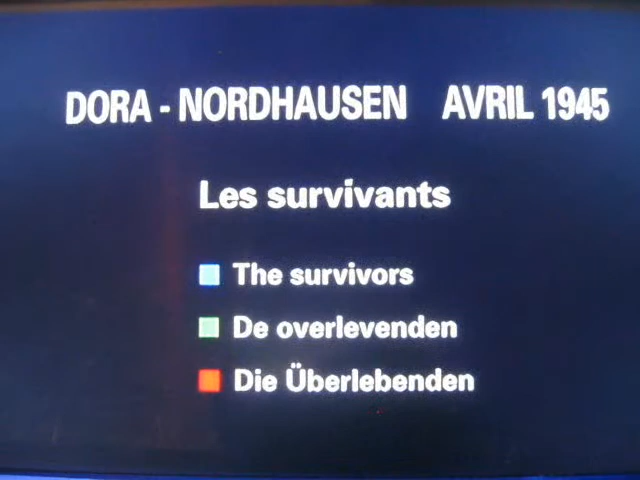 DORA - NORDHAUSEN AVRIL 1945
Les survivants
The survivors
De overlevenden
Die Überlebenden